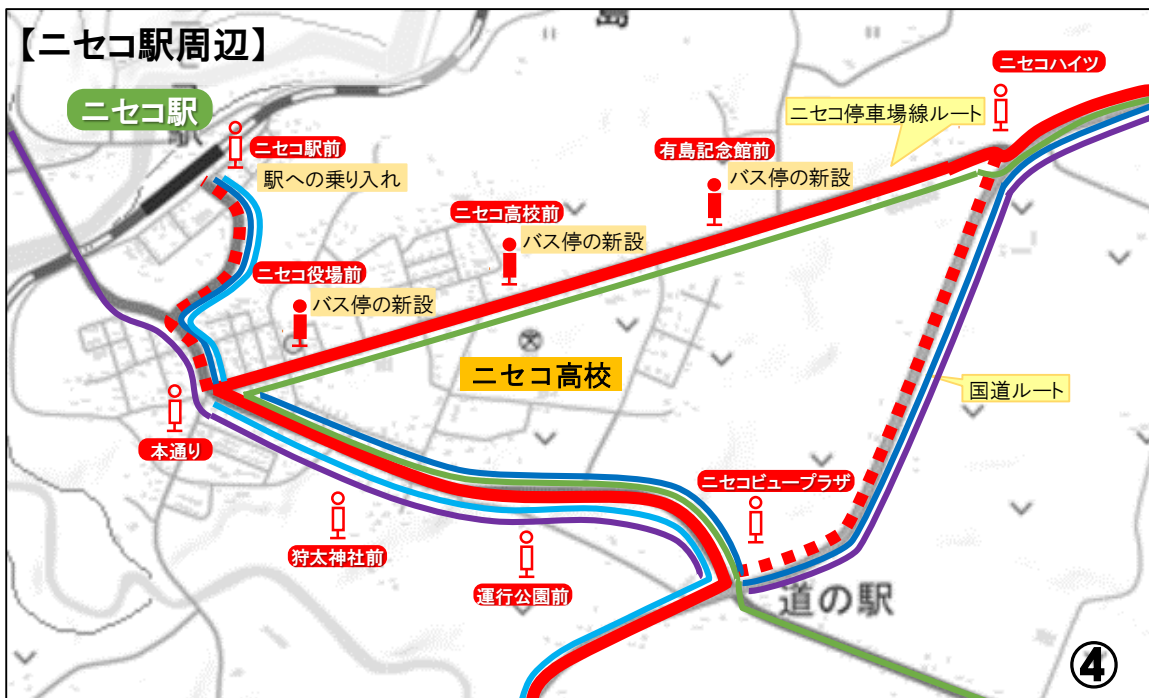 【ニセコ駅周辺】
島
ニセコハイツ
ニセコ駅
ニセコ停車場線ルート
ニセコ駅前
有島記念館前
駅への乗り入れ
バス停の新設
ニセコ高校前
バス停の新設
ニセコ役場前
バス停の新設
ニセコ高校
国道ルート
本通り
ニセコビュープラザ
狩太神社前
運行公園前
道の駅
④